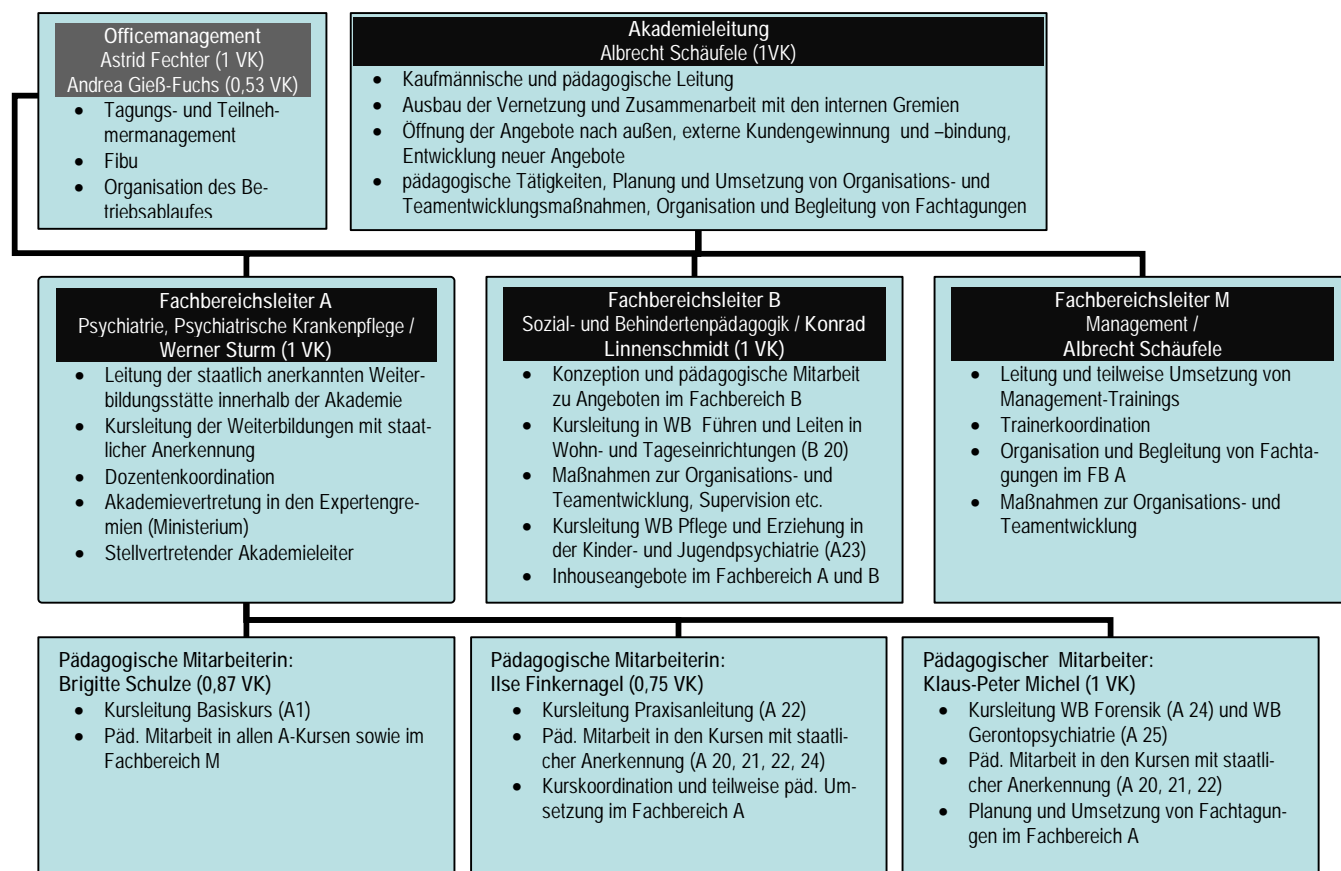 Officemanagement
Astrid Fechter (1 VK)
Andrea Gieß-Fuchs (0,53 VK)
• Tagungs- und Teilneh-
mermanagement
• Fibu
• Organisation des Be-
triebsablaufes
Akademieleitung
Albrecht Schäufele (1VK)
• Kaufmännische und pädagogische Leitung
• Ausbau der Vernetzung und Zusammenarbeit mit den internen Gremien
• Öffnung der Angebote nach außen, externe Kundengewinnung und –bindung,
Entwicklung neuer Angebote
• pädagogische Tätigkeiten, Planung und Umsetzung von Organisations- und
Teamentwicklungsmaßnahmen, Organisation und Begleitung von Fachtagungen
Fachbereichsleiter A
Psychiatrie, Psychiatrische Krankenpflege /
Werner Sturm (1 VK)
• Leitung der staatlich anerkannten Weiter-
bildungsstätte innerhalb der Akademie
• Kursleitung der Weiterbildungen mit staat-
licher Anerkennung
• Dozentenkoordination
• Akademievertretung in den Expertengre-
mien (Ministerium)
• Stellvertretender Akademieleiter
Fachbereichsleiter B
Sozial- und Behindertenpädagogik / Konrad
Linnenschmidt (1 VK)
• Konzeption und pädagogische Mitarbeit
zu Angeboten im Fachbereich B
• Kursleitung in WB Führen und Leiten in
Wohn- und Tageseinrichtungen (B 20)
• Maßnahmen zur Organisations- und
Teamentwicklung, Supervision etc.
• Kursleitung WB Pflege und Erziehung in
der Kinder- und Jugendpsychiatrie (A23)
• Inhouseangebote im Fachbereich A und B
Fachbereichsleiter M
Management /
Albrecht Schäufele
• Leitung und teilweise Umsetzung von
Management-Trainings
• Trainerkoordination
• Organisation und Begleitung von Fachta-
gungen im FB A
• Maßnahmen zur Organisations- und
Teamentwicklung
Pädagogische Mitarbeiterin:
Brigitte Schulze (0,87 VK)
• Kursleitung Basiskurs (A1)
• Päd. Mitarbeit in allen A-Kursen sowie im
Fachbereich M
Pädagogische Mitarbeiterin:
Ilse Finkernagel (0,75 VK)
• Kursleitung Praxisanleitung (A 22)
• Päd. Mitarbeit in den Kursen mit staatli-
cher Anerkennung (A 20, 21, 22, 24)
• Kurskoordination und teilweise päd. Um-
setzung im Fachbereich A
Pädagogischer Mitarbeiter:
Klaus-Peter Michel (1 VK)
• Kursleitung WB Forensik (A 24) und WB
Gerontopsychiatrie (A 25)
• Päd. Mitarbeit in den Kursen mit staatli-
cher Anerkennung (A 20, 21, 22)
• Planung und Umsetzung von Fachtagun-
gen im Fachbereich A